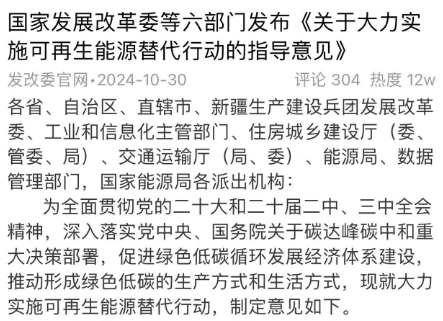 国家发展改革委等六部门发布《关于大力实
施可再生能源替代行动的指导意见》
发改委官网•2024-10-30 评论 304 热度 12w
各省、自治区、直辖市、新疆生产建设兵团发展改革
委、工业和信息化主管部门、住房城乡建设厅（委、
管委、局）、交通运输厅（局、委）、能源局、数据
管理部门，国家能源局各派出机构：
为全面贯彻党的二十大和二十届二中、三中全会
精神，深入落实党中央、国务院关于碳达峰碳中和重
大决策部署，促进绿色低碳循环发展经济体系建设，
推动形成绿色低碳的生产方式和生活方式，现就大力
实施可再生能源替代行动，制定意见如下。